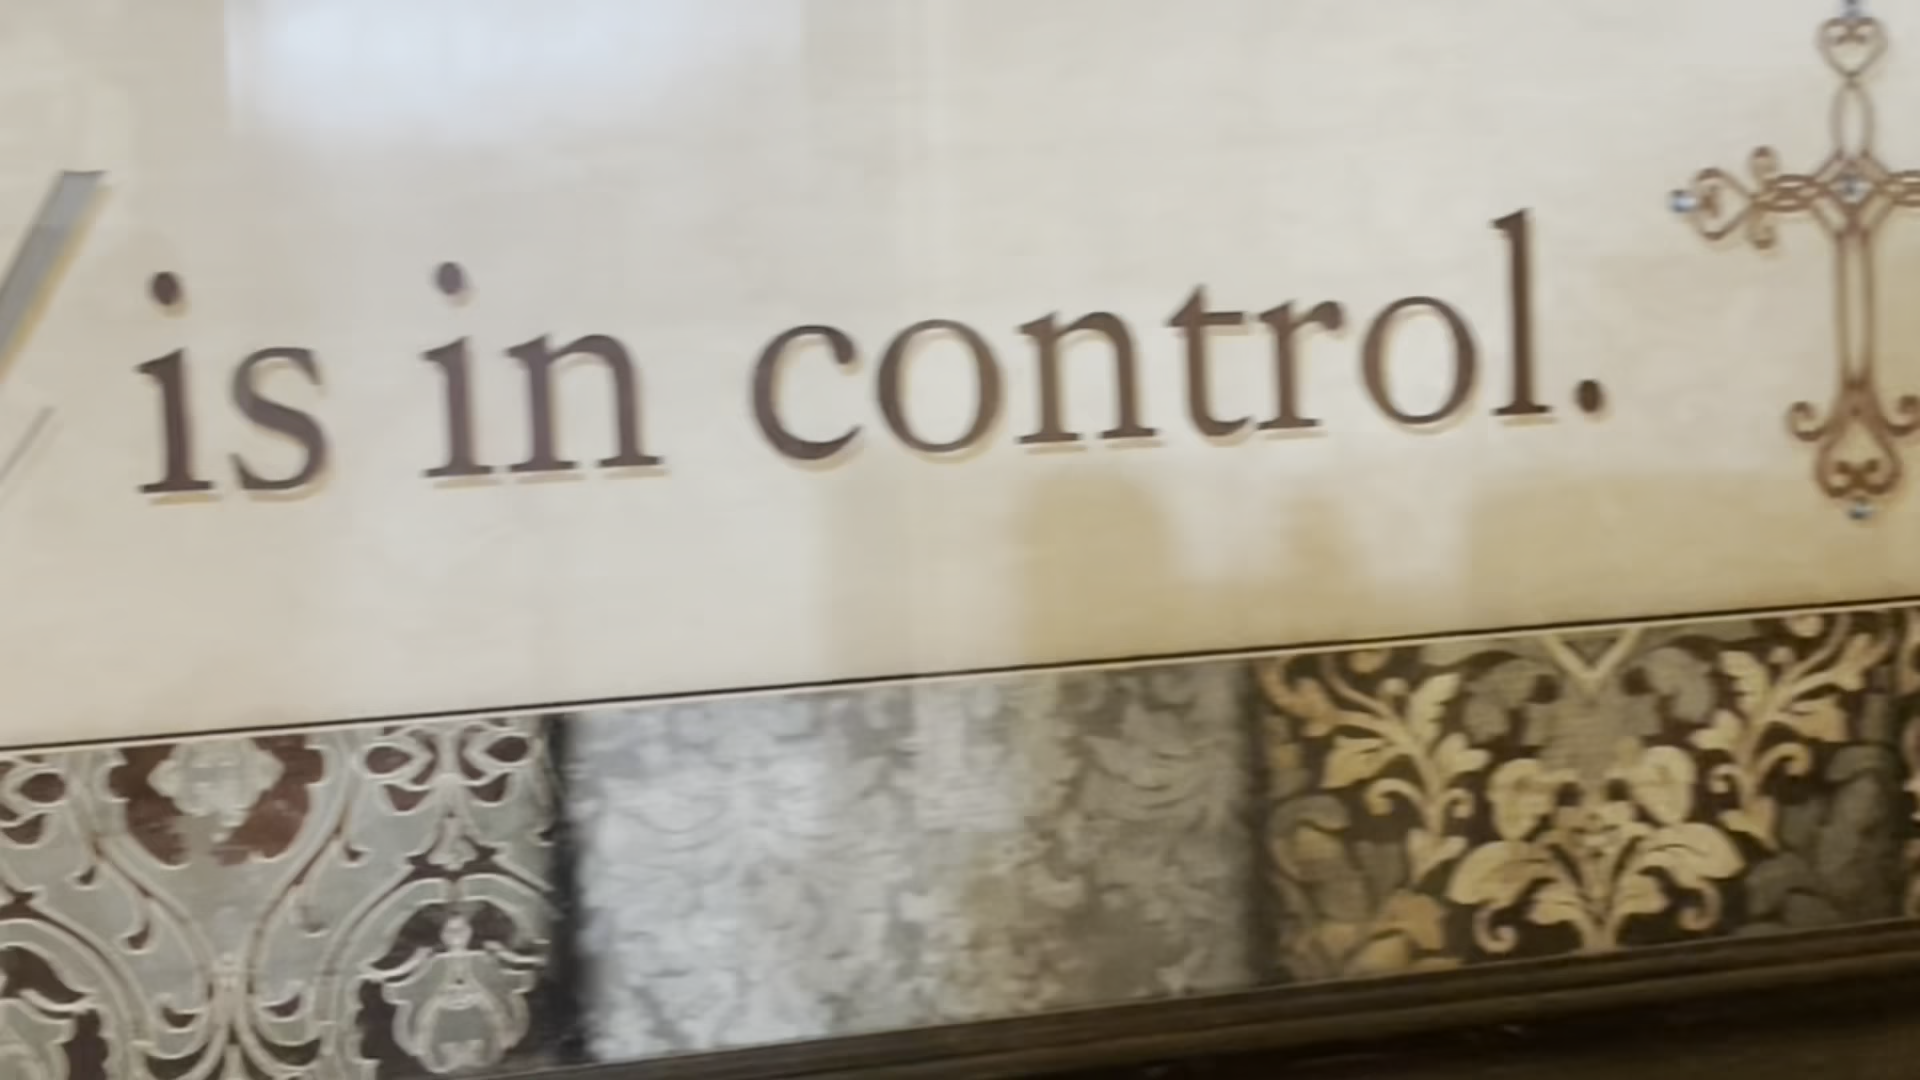 is in control.